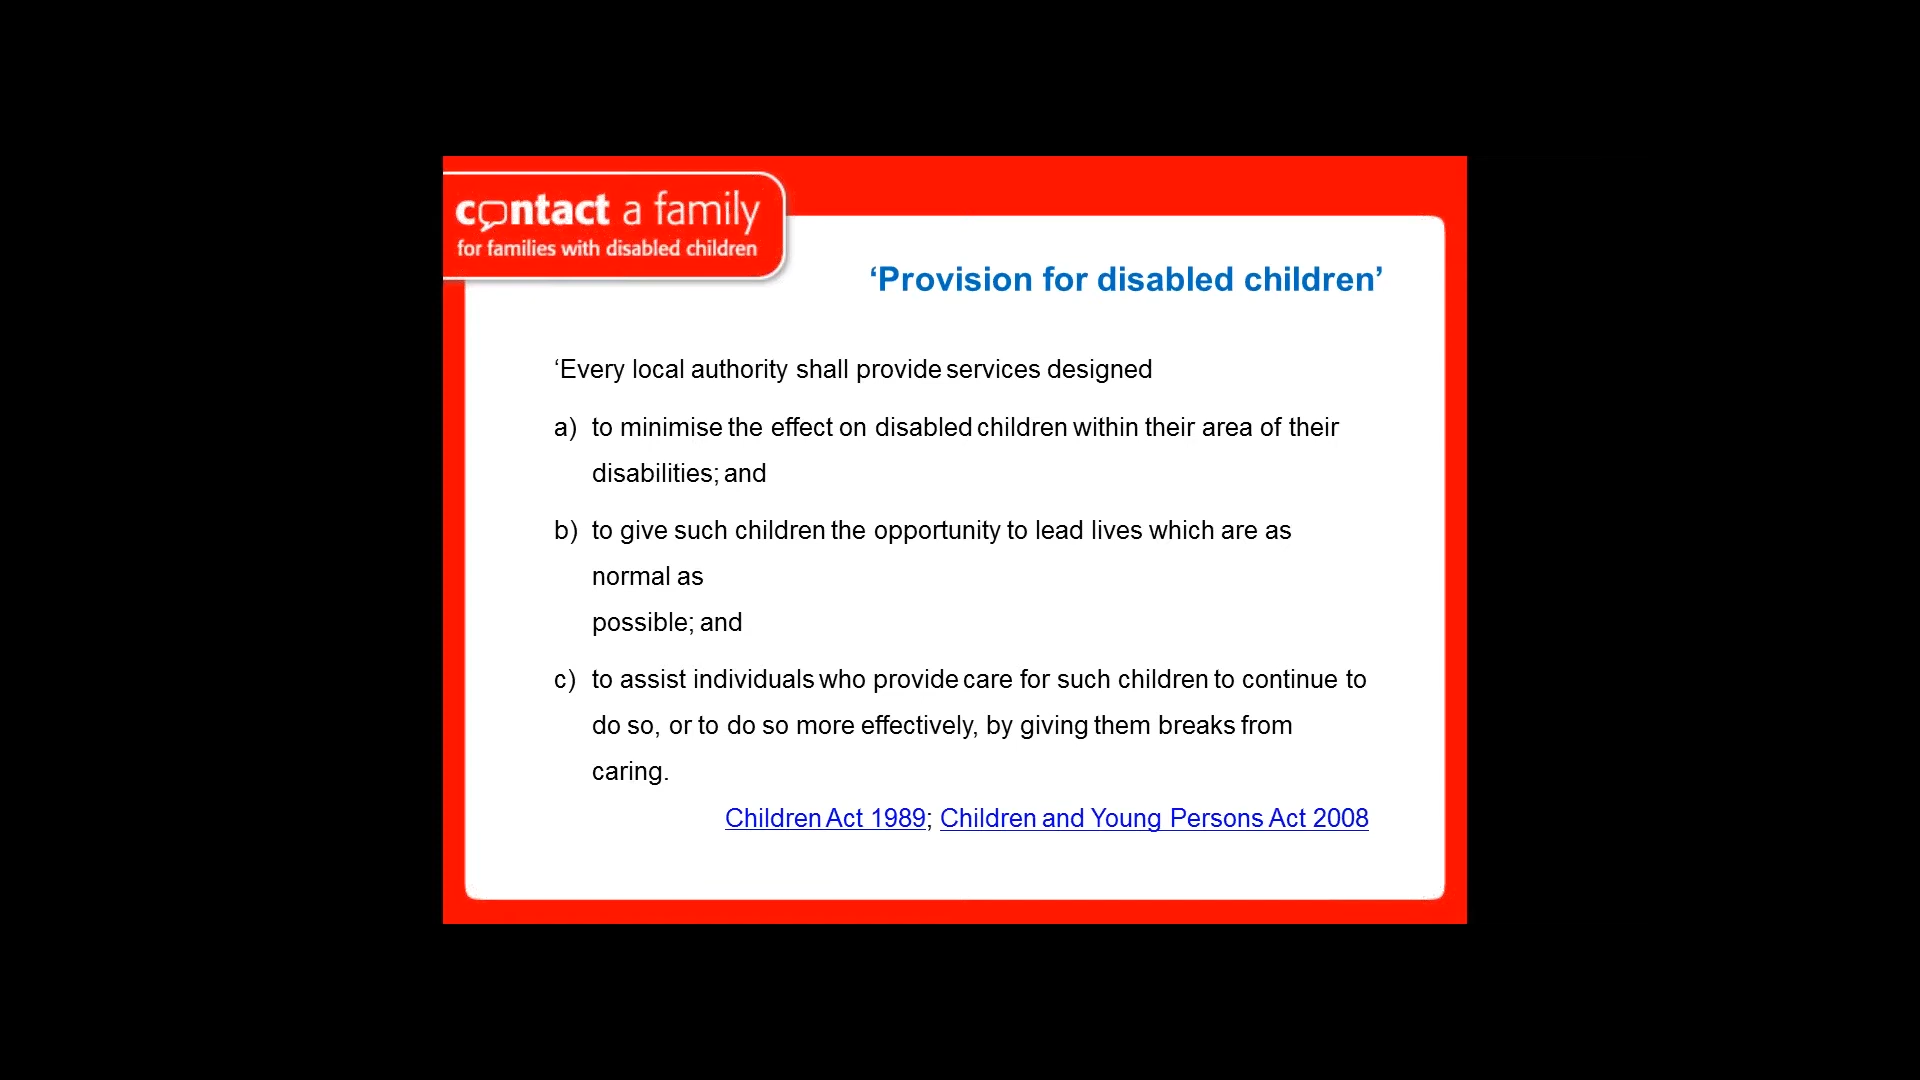 contact a family
for families with disabled children
‘Provision for disabled children’
‘Every local authority shall provide services designed
a) to minimise the effect on disabled children within their area of their
disabilities; and
b) to give such children the opportunity to lead lives which are as
normal as
possible; and
c) to assist individuals who provide care for such children to continue to
do so, or to do so more effectively, by giving them breaks from
caring.
Children Act 1989; Children and Young Persons Act 2008